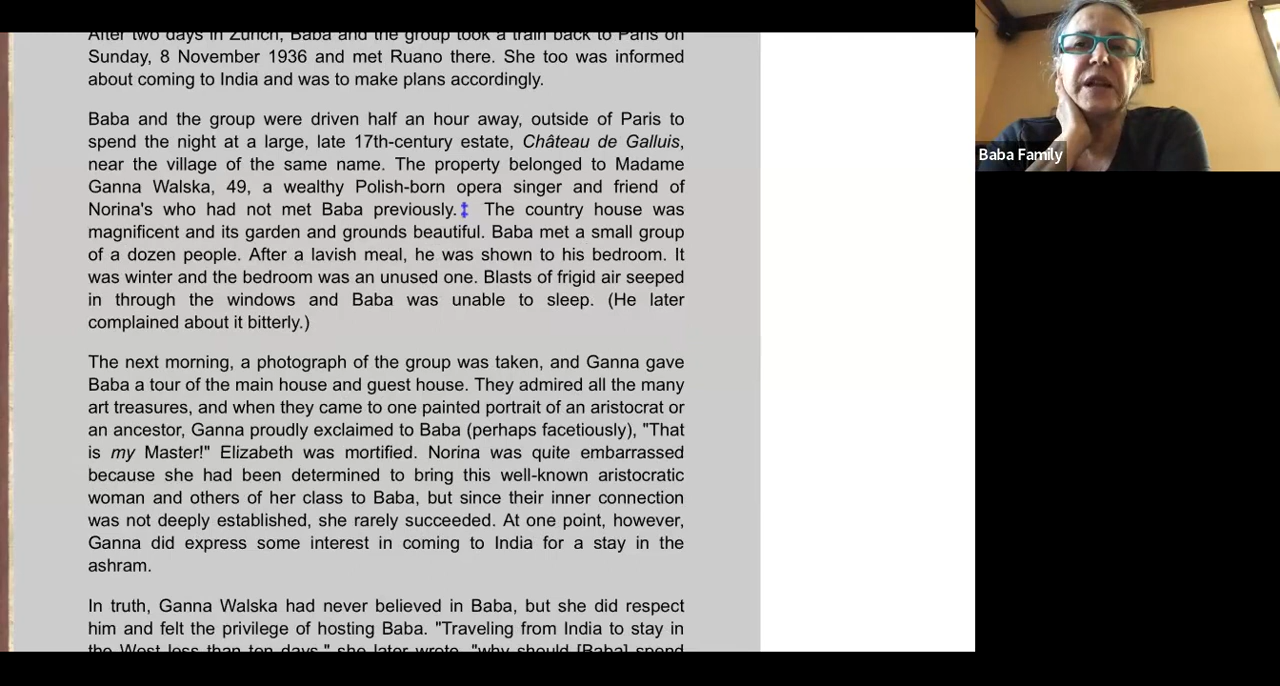 After two days in Zurich, Baba and the group took a train back to Paris on
Sunday, 8 November 1936 and met Ruano there. She too was informed
about coming to India and was to make plans accordingly.
Baba and the group were driven half an hour away, outside of Paris to
spend the night at a large, late 17th-century estate, Château de Galluis,
near the village of the same name. The property belonged to Madame
Ganna Walska, 49, a wealthy Polish-born opera singer and friend of
Norina's who had not met Baba previously.‡ The country house was
magnificent and its garden and grounds beautiful. Baba met a small group
of a dozen people. After a lavish meal, he was shown to his bedroom. It
was winter and the bedroom was an unused one. Blasts of frigid air seeped
in through the windows and Baba was unable to sleep. (He later
complained about it bitterly.)
The next morning, a photograph of the group was taken, and Ganna gave
Baba a tour of the main house and guest house. They admired all the many
art treasures, and when they came to one painted portrait of an aristocrat or
an ancestor, Ganna proudly exclaimed to Baba (perhaps facetiously), "That
is my Master!" Elizabeth was mortified. Norina was quite embarrassed
because she had been determined to bring this well-known aristocratic
woman and others of her class to Baba, but since their inner connection
was not deeply established, she rarely succeeded. At one point, however,
Ganna did express some interest in coming to India for a stay in the
ashram.
In truth, Ganna Walska had never believed in Baba, but she did respect
him and felt the privilege of hosting Baba. "Traveling from India to stay in
the West less than ten days," she later wrote, "why should [Baba] spend
Baba Family